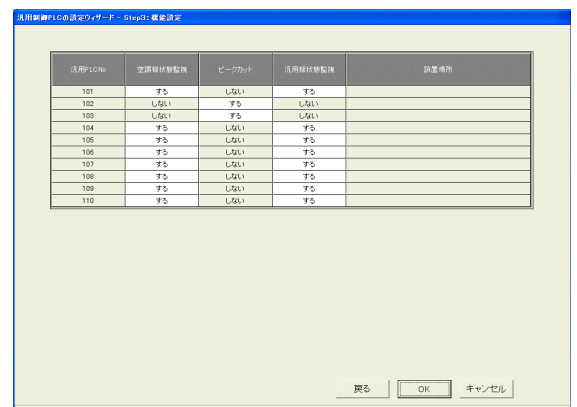 汎用制御PLCの設定ウィザード - Step3:機能設定
汎用PLCNo 空調機状態監視 ピークカット 汎用機状態監視 設置場所
101 する しない する
102 しない する しない
103 しない する しない
104 する しない する
105 する しない する
106 する しない する
107 する しない する
108 する しない する
109 する しない する
110 する しない する
戻る OK キャンセル